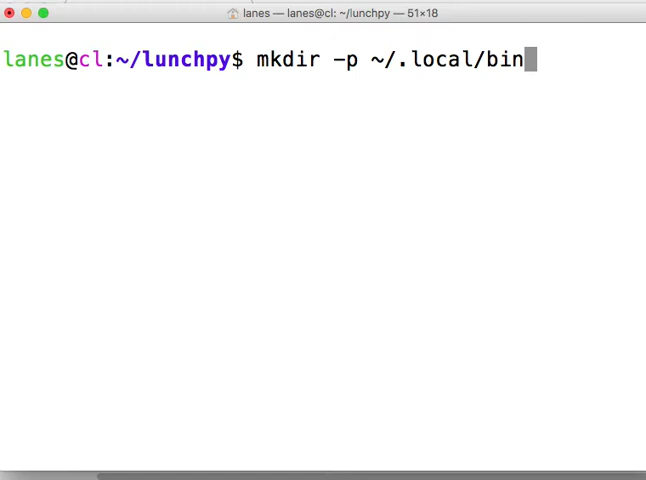 lanes — lanes@cl: ~/lunchpy — 51×18
lanes@cl:~/lunchpy$ mkdir -p ~/.local/bin